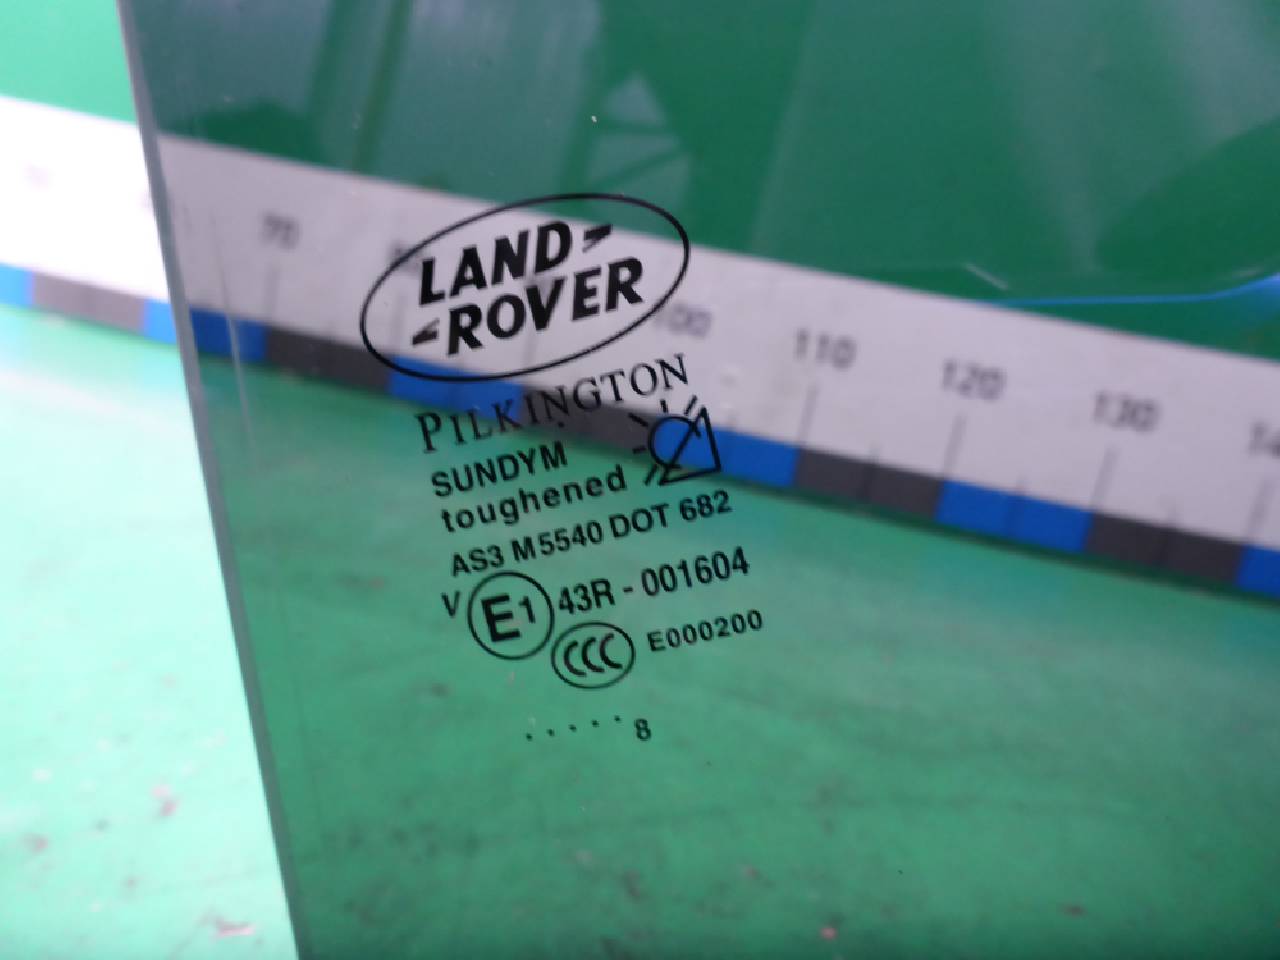 LAND
ROVER
PILKINGTON
SUNDYM
toughened
AS3 M5540 DOT 682
V E1 43R - 001604
CCC E000200
. . . . . 8
70
100
110
120
130